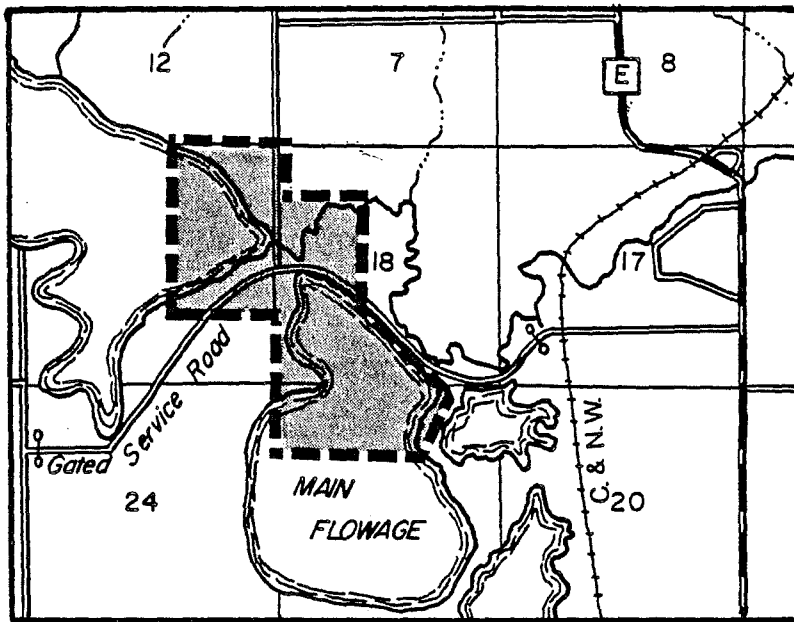 12
7
8
E
18
17
Gated Service Road
C. & N.W.
24
MAIN
FLOWAGE
20